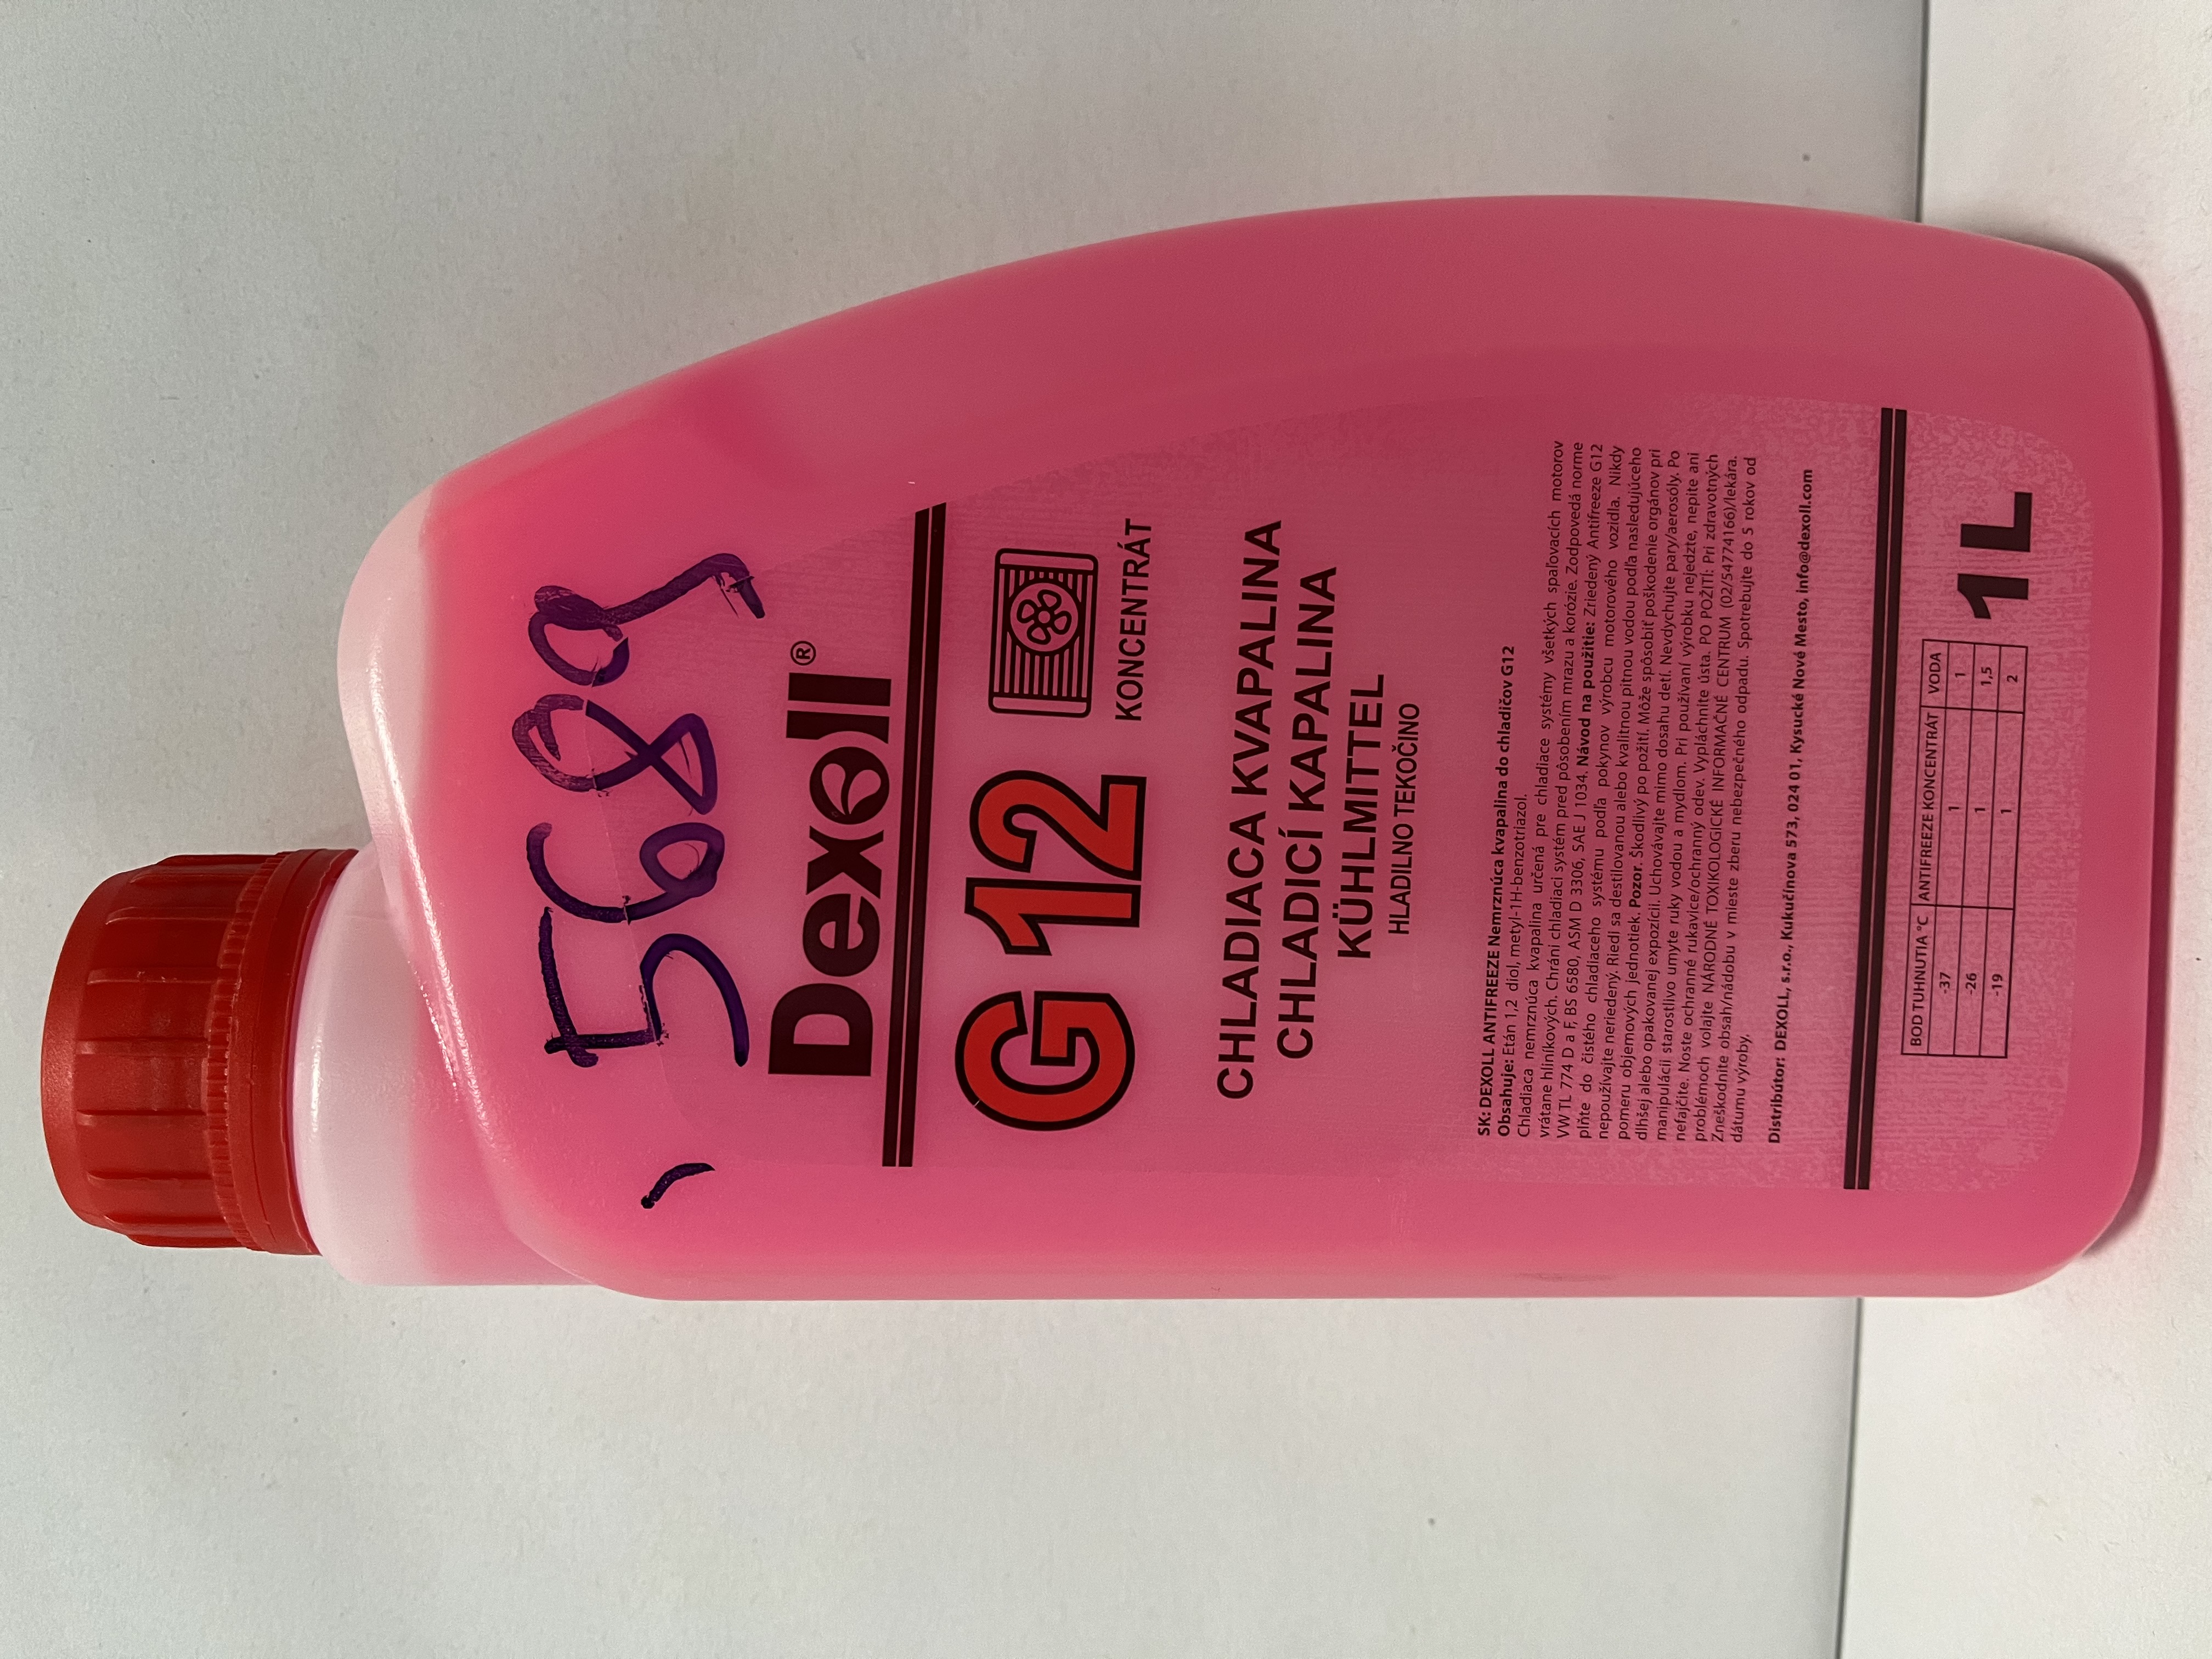 5689
Dexoll®
G12
KONCENTRÁT
CHLADIACA KVAPALINA
CHLADICÍ KAPALINA
KÜHLMITTEL
HLADILNO TEKOČINO
SK: DEXOLL ANTIFREEZE Nemrznúca kvapalina do chladičov G12
Obsahuje: Etán 1,2 diol, metyl-1H-benzotriazol.
Chladiaca nemrznúca kvapalina určená pre chladiace systémy všetkých spaľovacích motorov
vrátane hliníkových. Chráni chladiaci systém pred pôsobením mrazu a korózie. Zodpovedá norme
VW TL 774 D a F, BS 6580, ASM D 3306, SAE J 1034. Návod na použitie: Zriedený Antifreeze G12
plňte do čistého chladiaceho systému podľa pokynov výrobcu motorového vozidla. Nikdy
nepoužívajte neriedený. Riedi sa destilovanou alebo kvalitnou pitnou vodou podľa nasledujúceho
pomeru objemových jednotiek. Pozor. Škodlivý po požití. Môže spôsobiť poškodenie orgánov pri
dlhšej alebo opakovanej expozícii. Uchovávajte mimo dosahu detí. Nevdychujte pary/aerosóly. Po
manipulácii starostlivo umyte ruky vodou a mydlom. Pri používaní výrobku nejedzte, nepite ani
nefajčite. Noste ochranné rukavice/ochranný odev. Vypláchnite ústa. PO POŽITÍ: Pri zdravotných
problémoch volajte NÁRODNÉ TOXIKOLOGICKÉ INFORMAČNÉ CENTRUM (02/54774166)/lekára.
Zneškodnite obsah/nádobu v mieste zberu nebezpečného odpadu. Spotrebujte do 5 rokov od
dátumu výroby,
Distribútor: DEXOLL, s.r.o., Kukučínova 573, 024 01, Kysucké Nové Mesto, info@dexoll.com
BOD TUHNUTIA °C ANTIFREEZE KONCENTRÁT VODA
-37 1 1
-26 1 1,5
-19 1 2
1 L